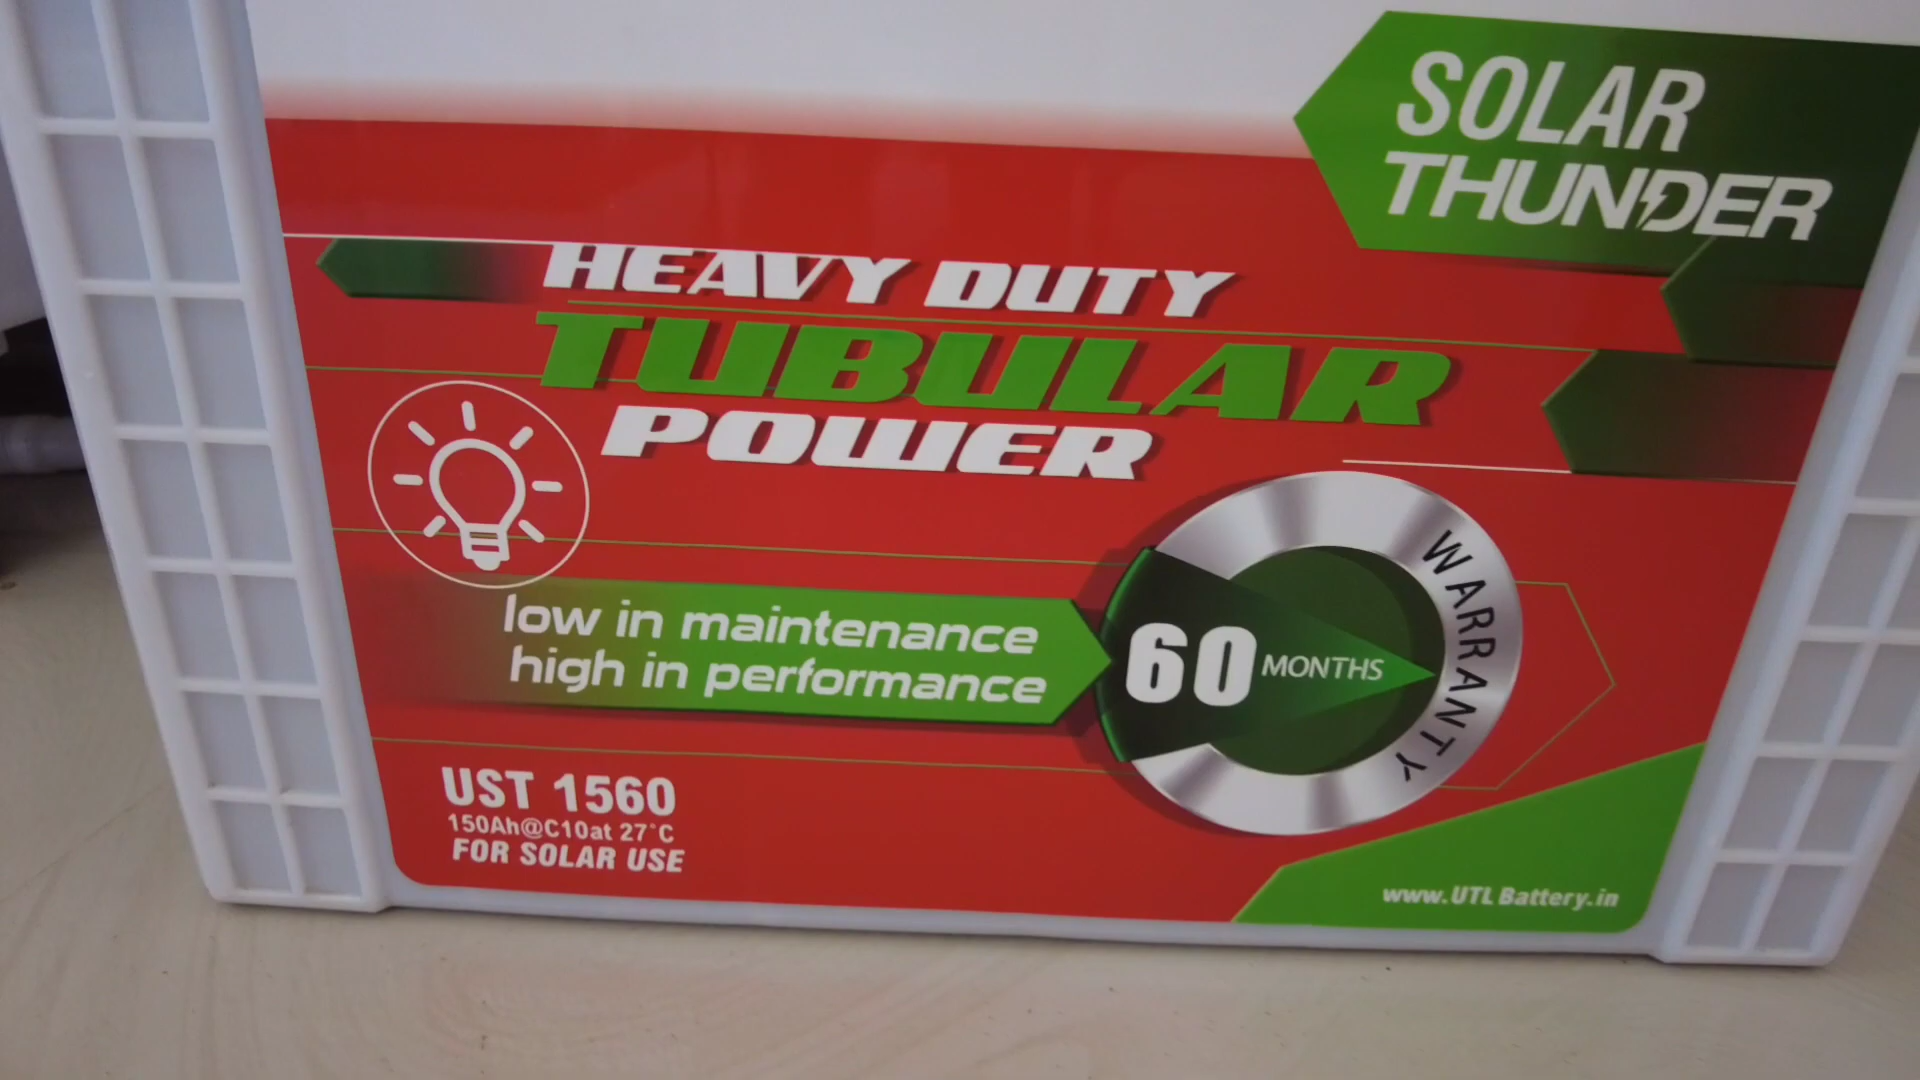 SOLAR
THUNDER
HEAVY DUTY
TUBULAR
POWER
low in maintenance
high in performance
60 MONTHS
WARRANTY
UST 1560
150Ah@C10at 27°C
FOR SOLAR USE
www.UTLBattery.in